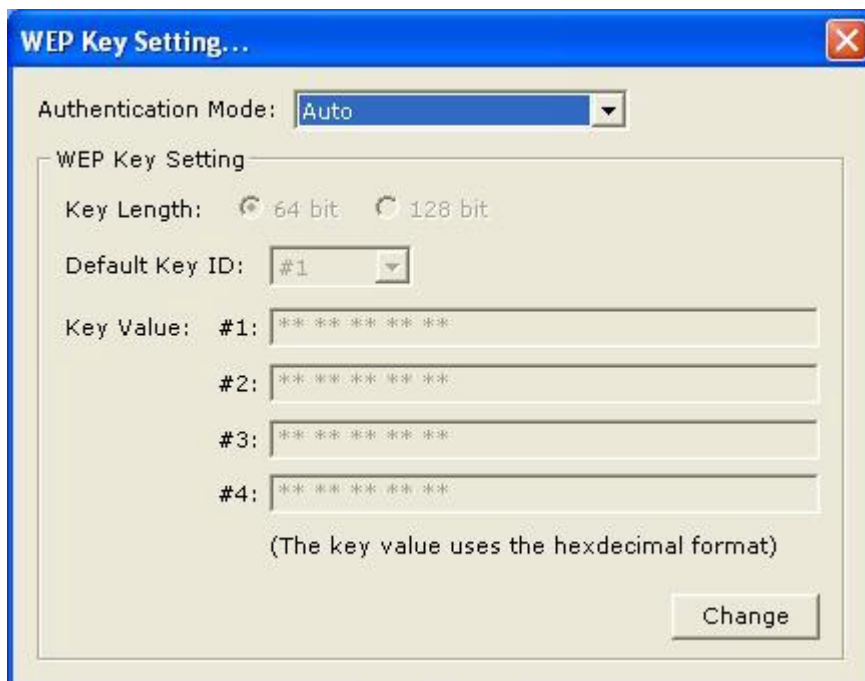 WEP Key Setting...
Authentication Mode: Auto
WEP Key Setting
Key Length: 64 bit 128 bit
Default Key ID: #1
Key Value: #1: ** ** ** ** **
#2: ** ** ** ** **
#3: ** ** ** ** **
#4: ** ** ** ** **
(The key value uses the hexdecimal format)
Change